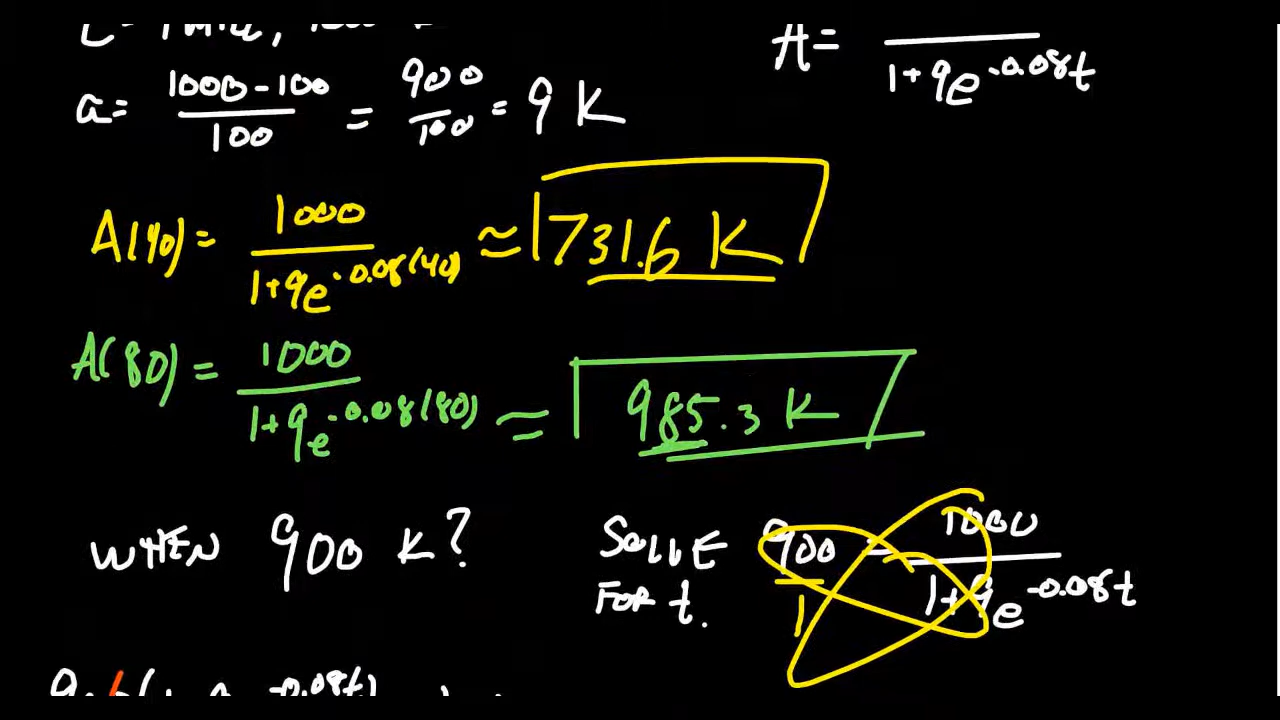 A= ――― / 1+9e^-0.08t
a= 1000-100 / 100 = 900 / 100 = 9 K
A(40)= 1000 / 1+9e^-0.08(40) ≈ 731.6 K
A(80)= 1000 / 1+9e^-0.08(80) ≈ 985.3 K
WHEN 900 K?
SOLVE FOR t. 900 / 1 = 1000 / 1+9e^-0.08t